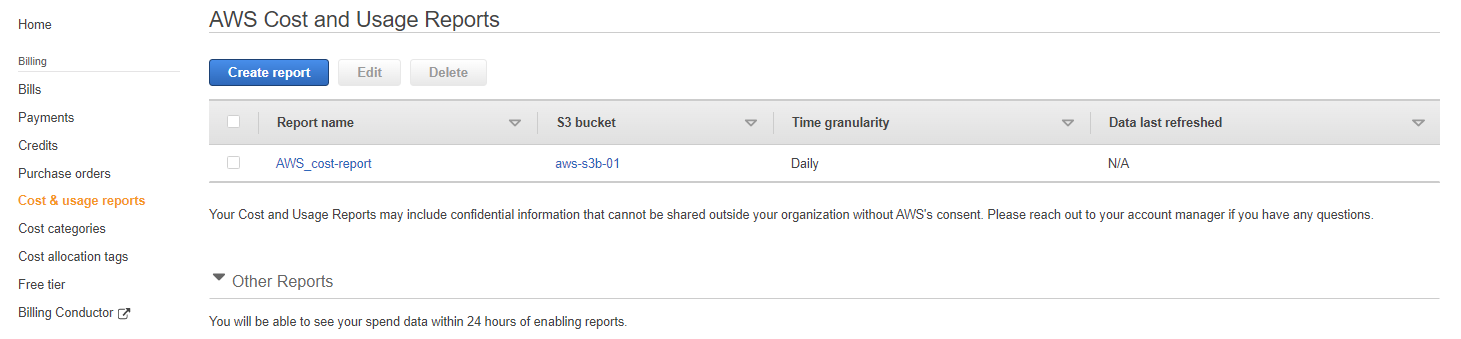 AWS Cost and Usage Reports
Home
Billing
Bills
Payments
Credits
Purchase orders
Cost & usage reports
Cost categories
Cost allocation tags
Free tier
Billing Conductor
Create report Edit Delete
Report name S3 bucket Time granularity Data last refreshed
AWS_cost-report aws-s3b-01 Daily N/A
Your Cost and Usage Reports may include confidential information that cannot be shared outside your organization without AWS's consent. Please reach out to your account manager if you have any questions.
Other Reports
You will be able to see your spend data within 24 hours of enabling reports.